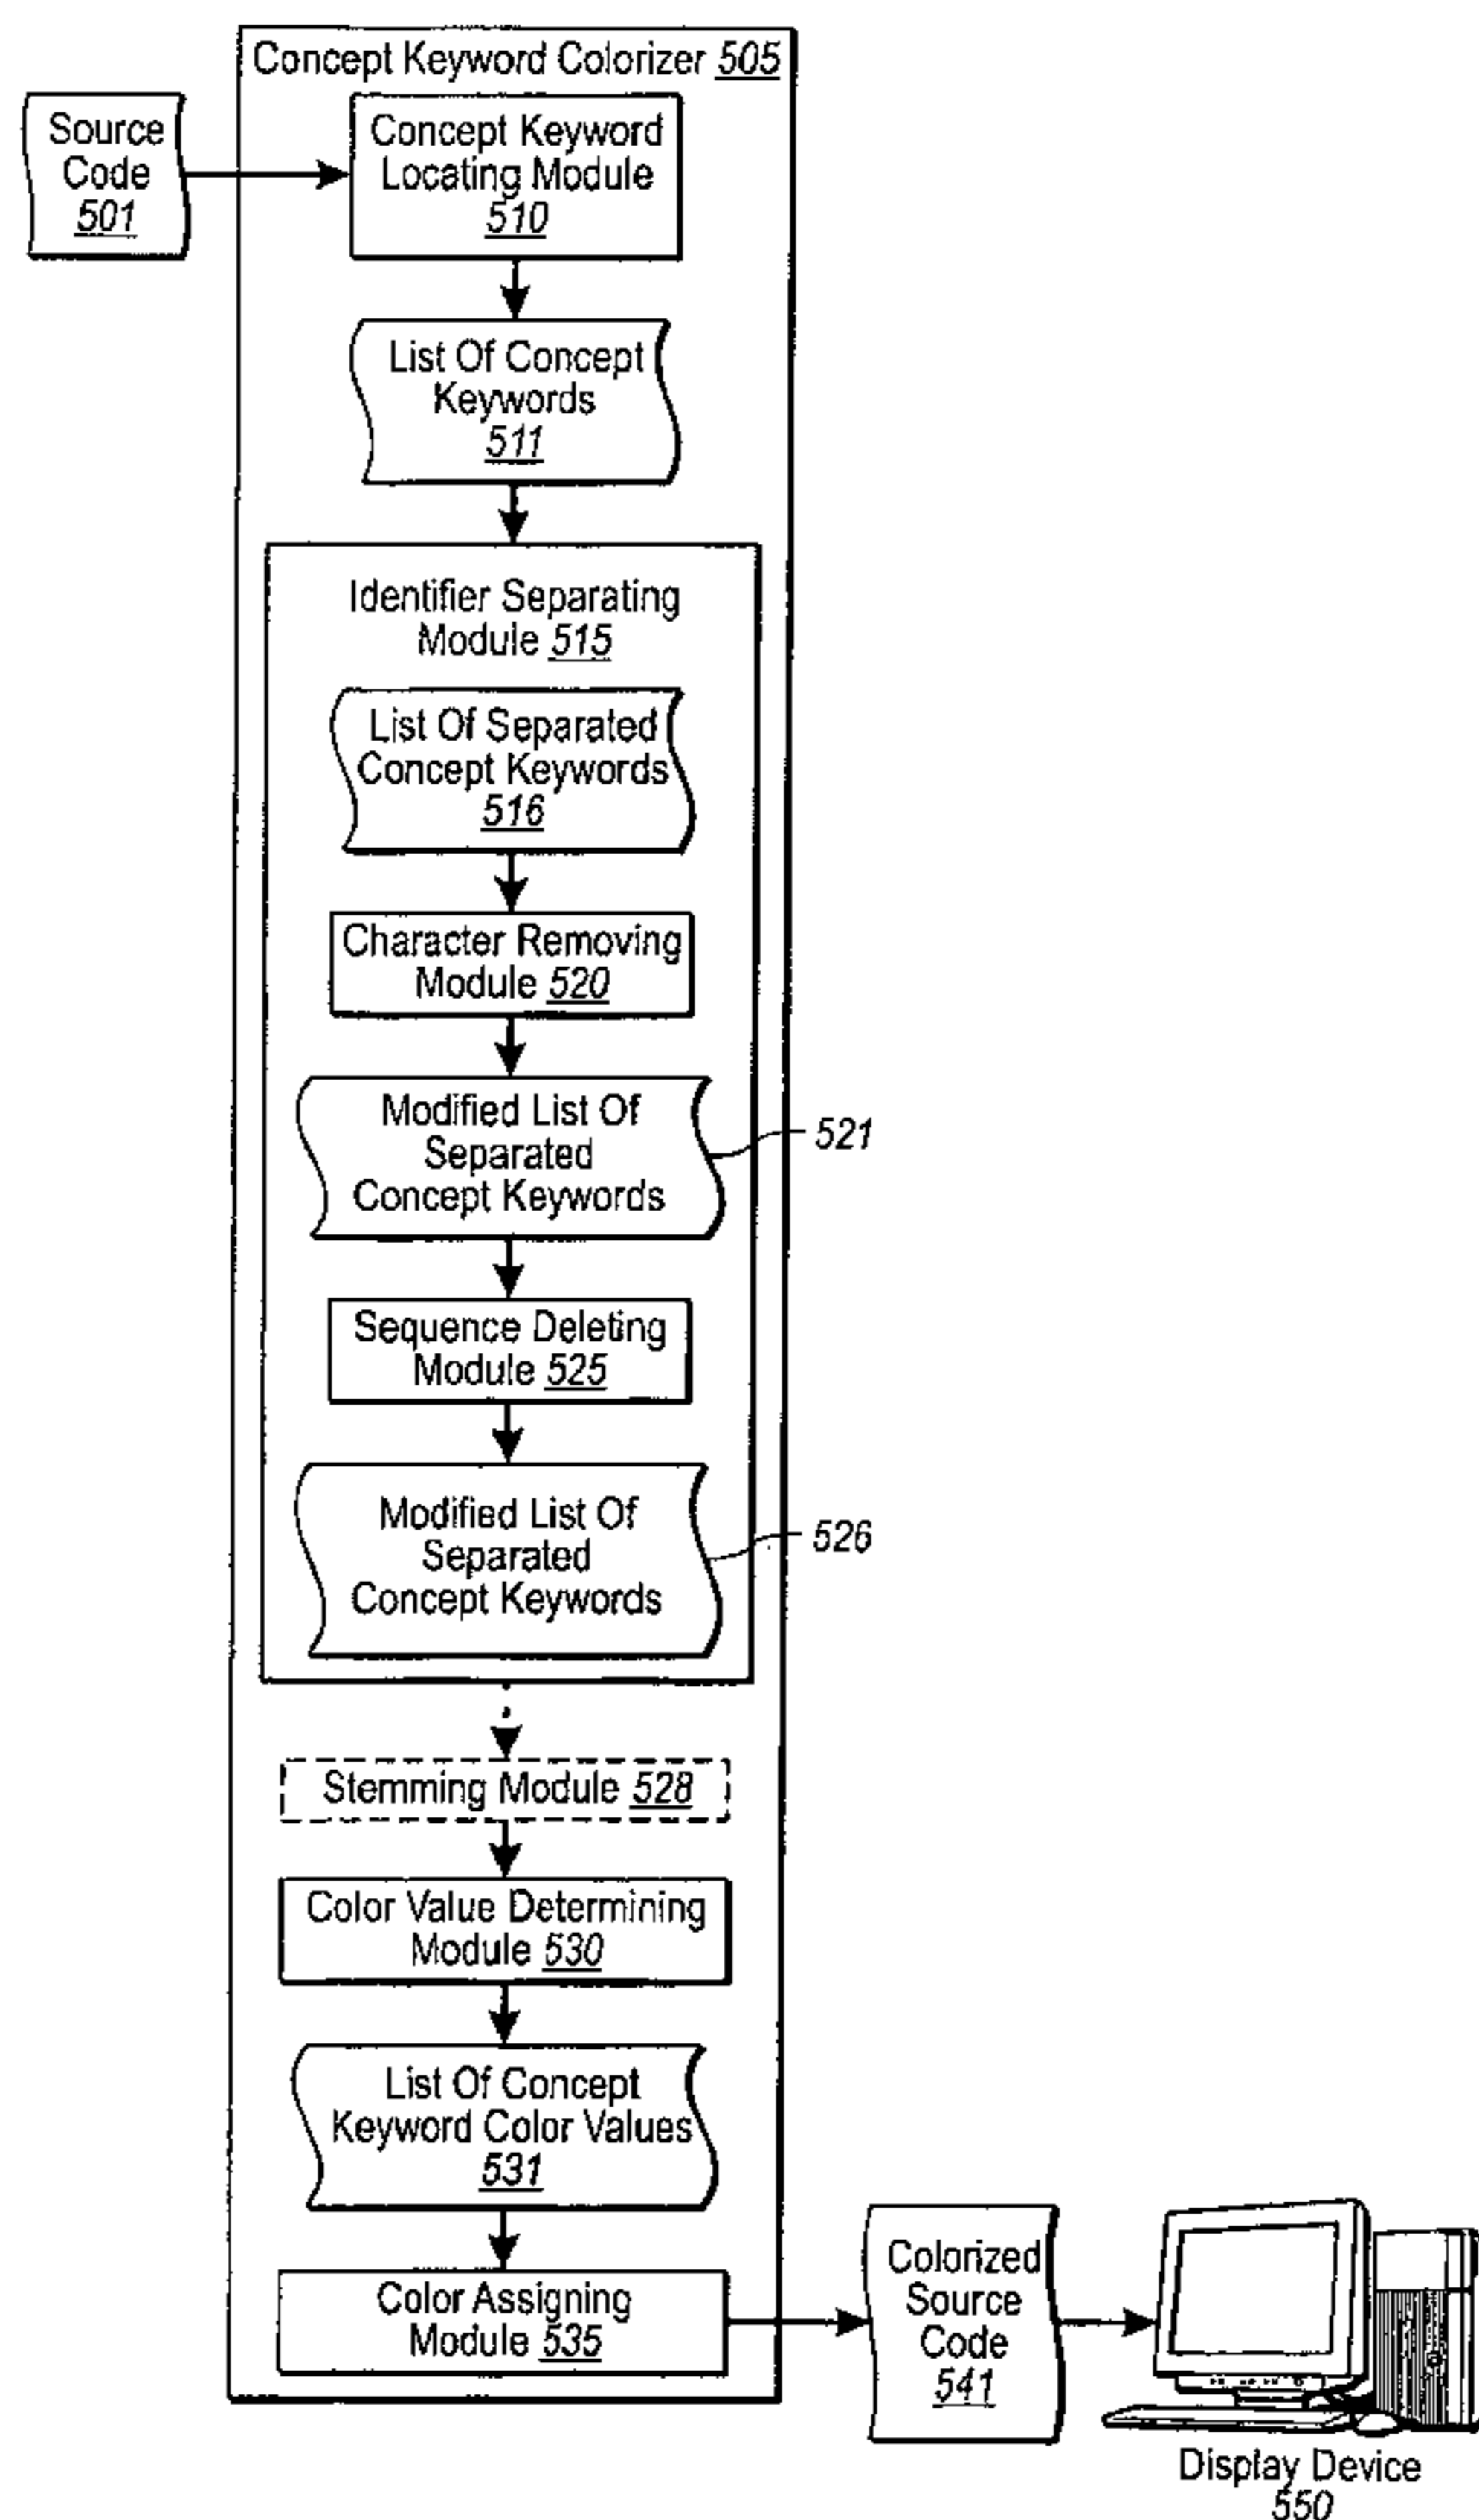 Concept Keyword Colorizer 505
Source
Code
501
Concept Keyword
Locating Module
510
List Of Concept
Keywords
511
Identifier Separating
Module 515
List Of Separated
Concept Keywords
516
Character Removing
Module 520
Modified List Of
Separated
Concept Keywords
521
Sequence Deleting
Module 525
Modified List Of
Separated
Concept Keywords
526
Stemming Module 528
Color Value Determining
Module 530
List Of Concept
Keyword Color Values
531
Color Assigning
Module 535
Colorized
Source
Code
541
Display Device
550